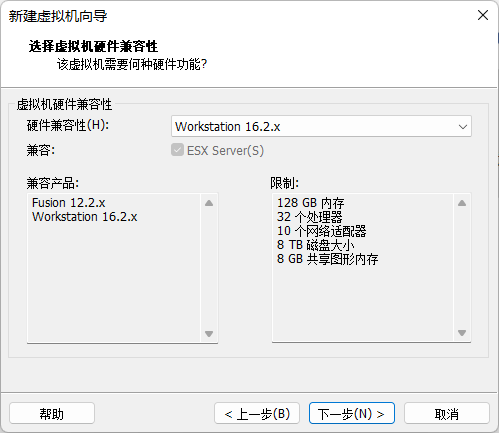 新建虚拟机向导
选择虚拟机硬件兼容性
该虚拟机需要何种硬件功能?
虚拟机硬件兼容性
硬件兼容性(H): Workstation 16.2.x
兼容: ESX Server(S)
兼容产品:
Fusion 12.2.x
Workstation 16.2.x
限制:
128 GB 内存
32 个处理器
10 个网络适配器
8 TB 磁盘大小
8 GB 共享图形内存
帮助 < 上一步(B) 下一步(N) > 取消